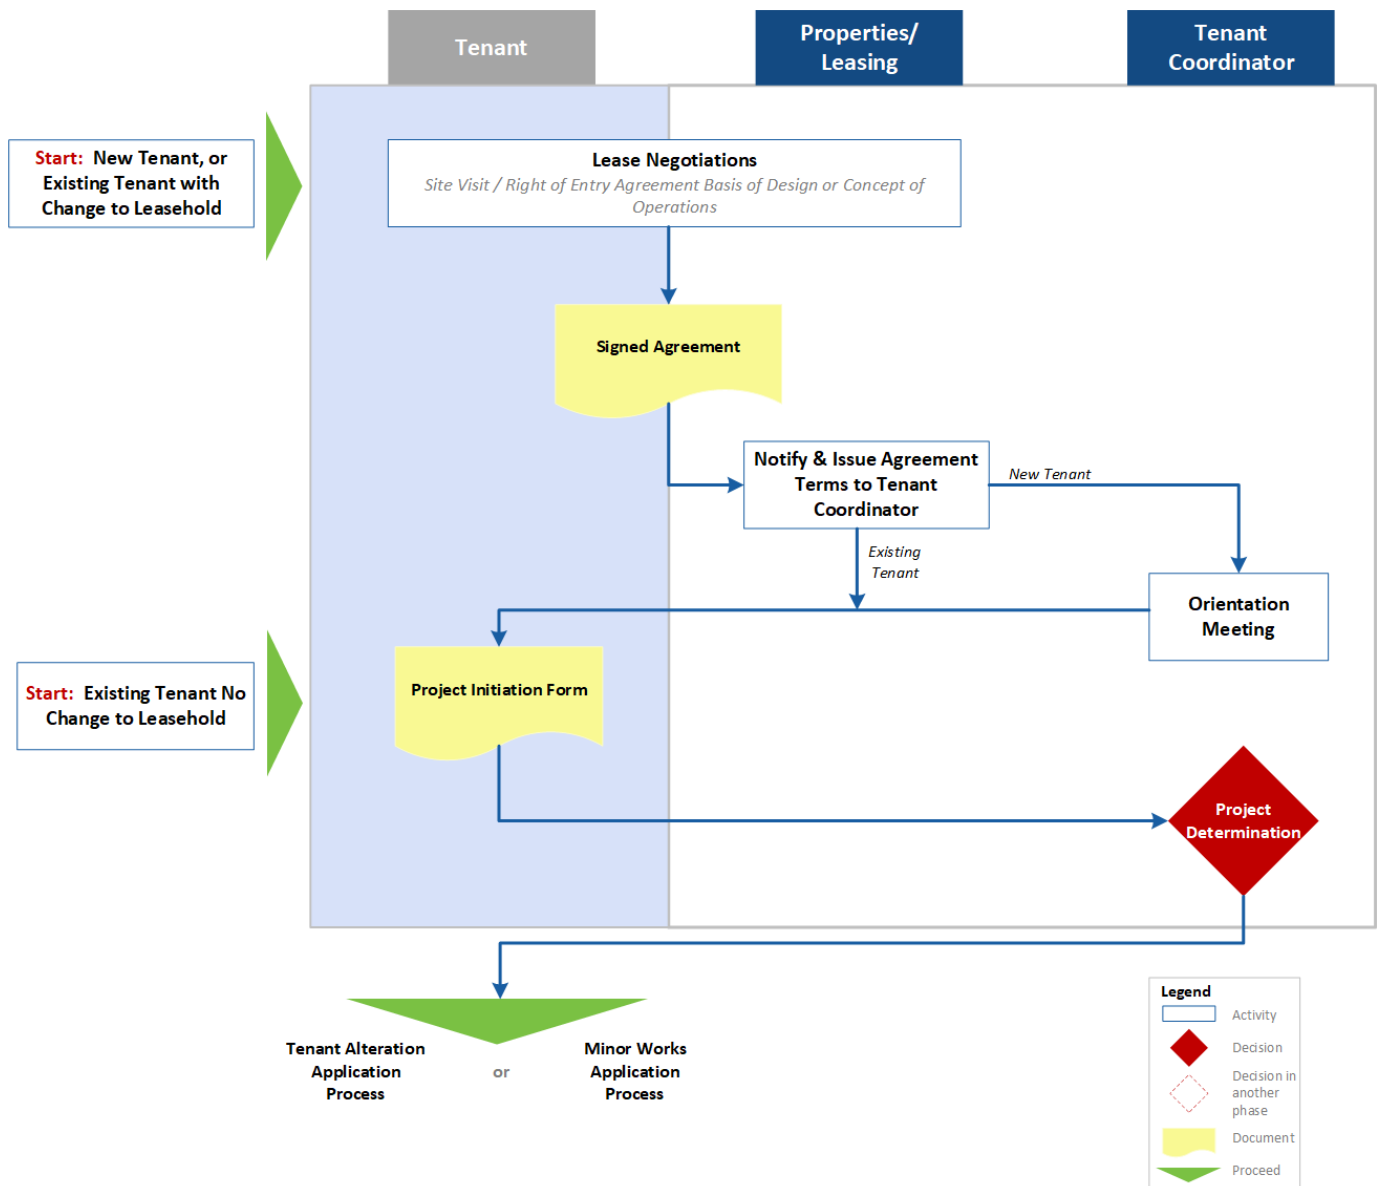 Tenant
Properties/
Leasing
Tenant
Coordinator
Start: New Tenant, or
Existing Tenant with
Change to Leasehold
Lease Negotiations
Site Visit / Right of Entry Agreement Basis of Design or Concept of
Operations
Signed Agreement
Notify & Issue Agreement
Terms to Tenant
Coordinator
New Tenant
Existing
Tenant
Orientation
Meeting
Start: Existing Tenant No
Change to Leasehold
Project Initiation Form
Project
Determination
Tenant Alteration
Application
Process
or
Minor Works
Application
Process
Legend
Activity
Decision
Decision in
another
phase
Document
Proceed